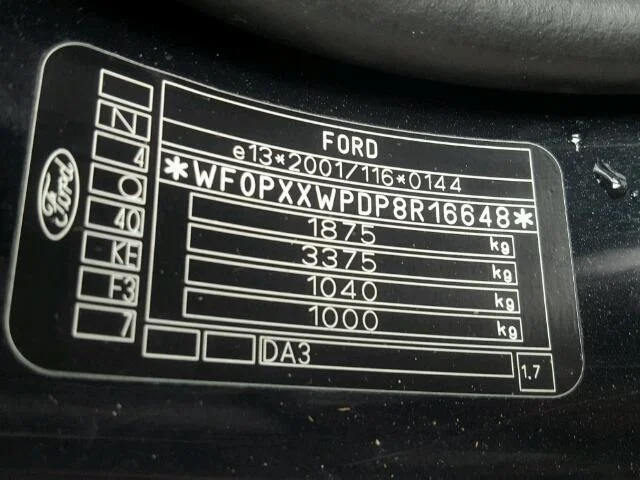 FORD
e13*2001/116*0144
*WF0PXXWPDP8R16648*
1875 kg
3375 kg
1040 kg
1000 kg
DA3
1.7
Ford
N
4
O
40
KE
F3
7